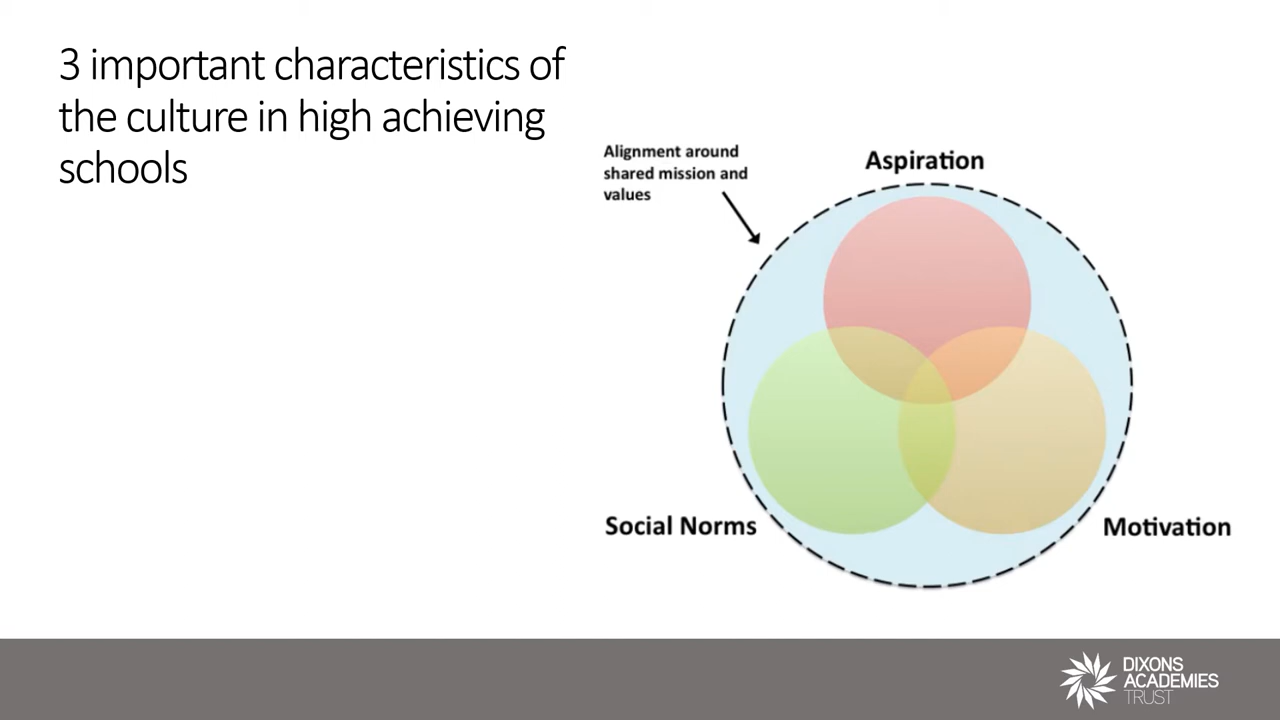 3 important characteristics of
the culture in high achieving
schools
Alignment around
shared mission and
values
Aspiration
Social Norms
Motivation
DIXONS
ACADEMIES
TRUST